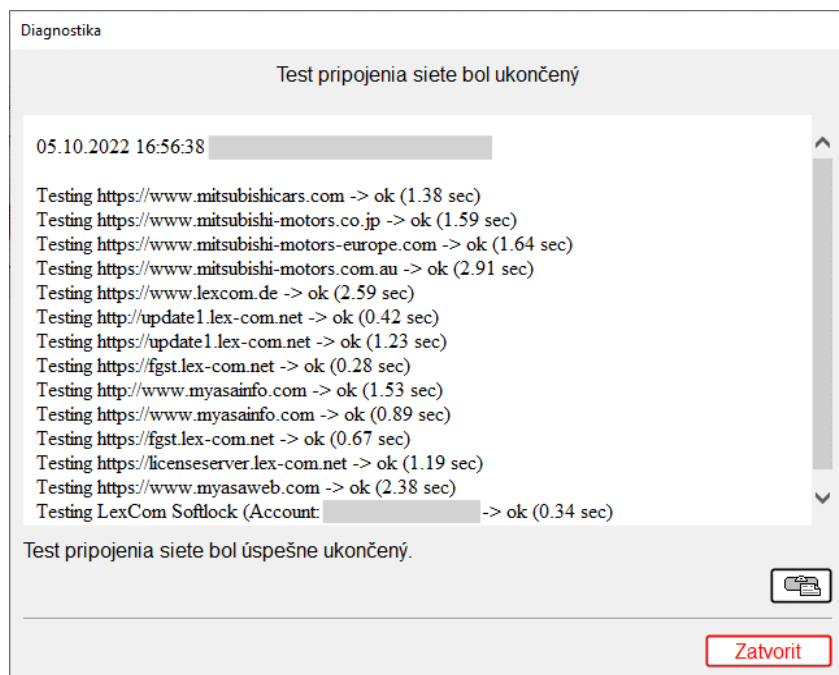 Diagnostika
Test pripojenia siete bol ukončený
05.10.2022 16:56:38
Testing https://www.mitsubishicars.com -> ok (1.38 sec)
Testing https://www.mitsubishi-motors.co.jp -> ok (1.59 sec)
Testing https://www.mitsubishi-motors-europe.com -> ok (1.64 sec)
Testing https://www.mitsubishi-motors.com.au -> ok (2.91 sec)
Testing https://www.lexcom.de -> ok (2.59 sec)
Testing http://update1.lex-com.net -> ok (0.42 sec)
Testing https://update1.lex-com.net -> ok (1.23 sec)
Testing https://fgst.lex-com.net -> ok (0.28 sec)
Testing http://www.myasainfo.com -> ok (1.53 sec)
Testing https://www.myasainfo.com -> ok (0.89 sec)
Testing https://fgst.lex-com.net -> ok (0.67 sec)
Testing https://licenseserver.lex-com.net -> ok (1.19 sec)
Testing https://www.myasaweb.com -> ok (2.38 sec)
Testing LexCom Softlock (Account: -> ok (0.34 sec)
Test pripojenia siete bol úspešne ukončený.
Zatvorit